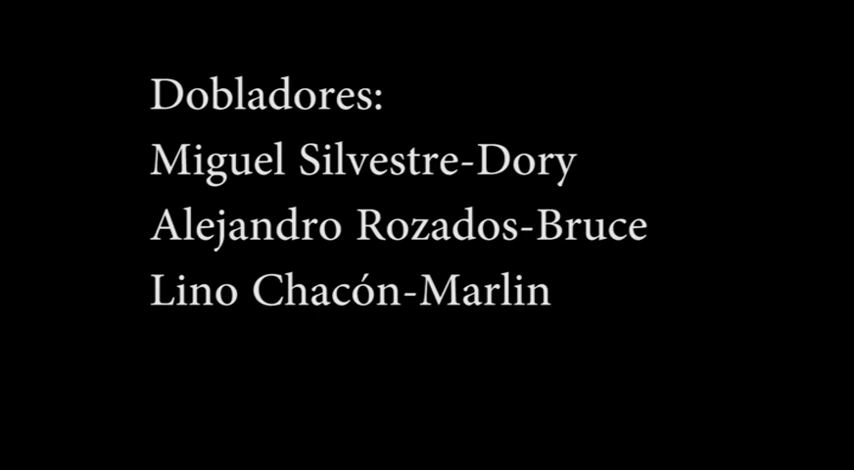 Dobladores:
Miguel Silvestre-Dory
Alejandro Rozados-Bruce
Lino Chacón-Marlin